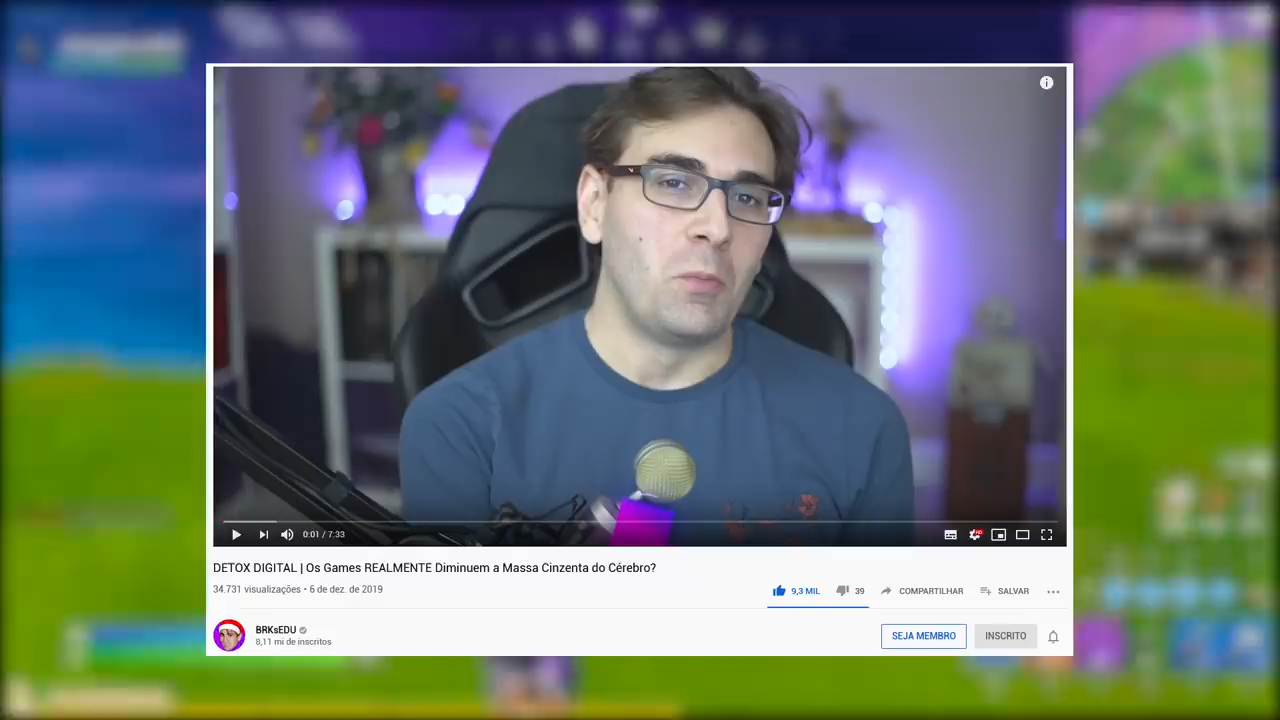 0:01 / 7:33
DETOX DIGITAL | Os Games REALMENTE Diminuem a Massa Cinzenta do Cérebro?
34.731 visualizações • 6 de dez. de 2019
9,3 MIL 39 COMPARTILHAR SALVAR
BRKsEDU
8,11 mi de inscritos
SEJA MEMBRO INSCRITO